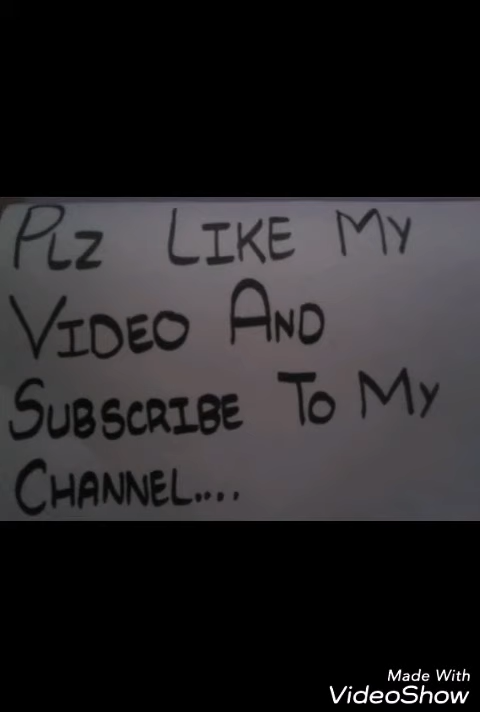 Plz Like My
Video And
Subscribe To My
Channel....
Made With
VideoShow